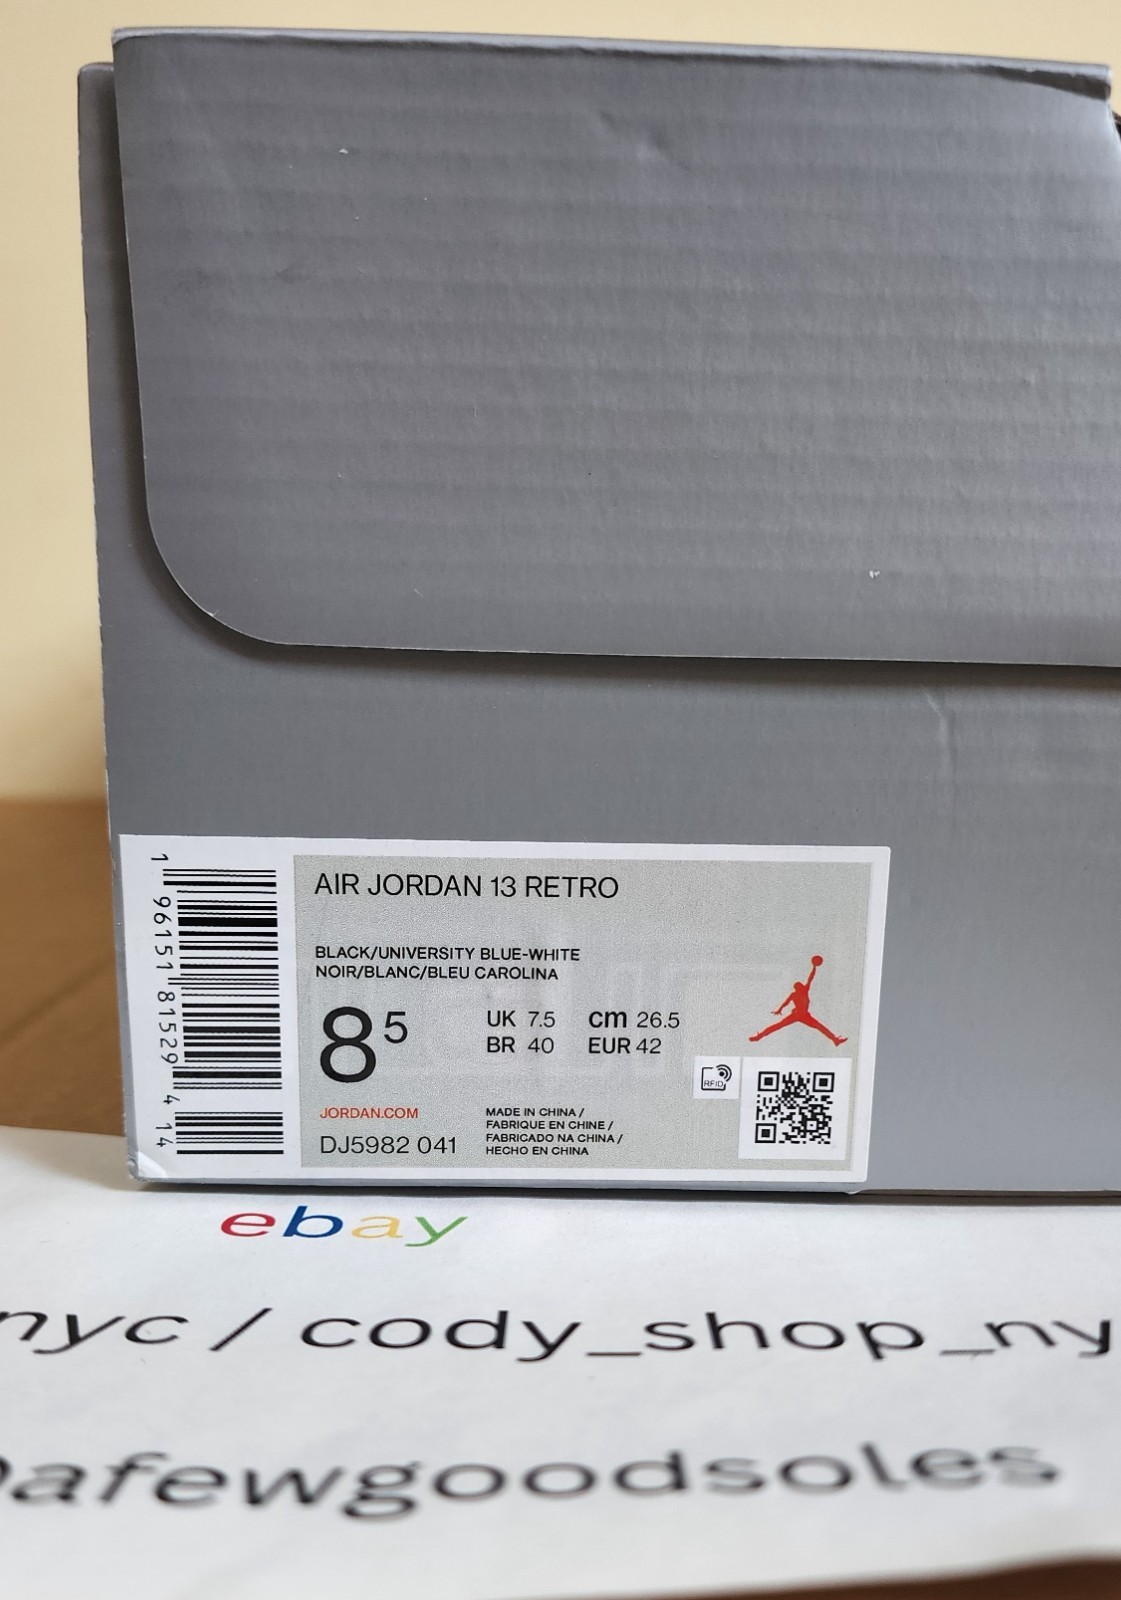 AIR JORDAN 13 RETRO
BLACK/UNIVERSITY BLUE-WHITE
NOIR/BLANC/BLEU CAROLINA
8 5
UK 7.5 cm 26.5
BR 40 EUR 42
RFID
JORDAN.COM
DJ5982 041
MADE IN CHINA /
FABRIQUE EN CHINE /
FABRICADO NA CHINA /
HECHO EN CHINA
1 96151 81529 4 14
ebay
nyc / cody_shop_ny
afewgoodsoles